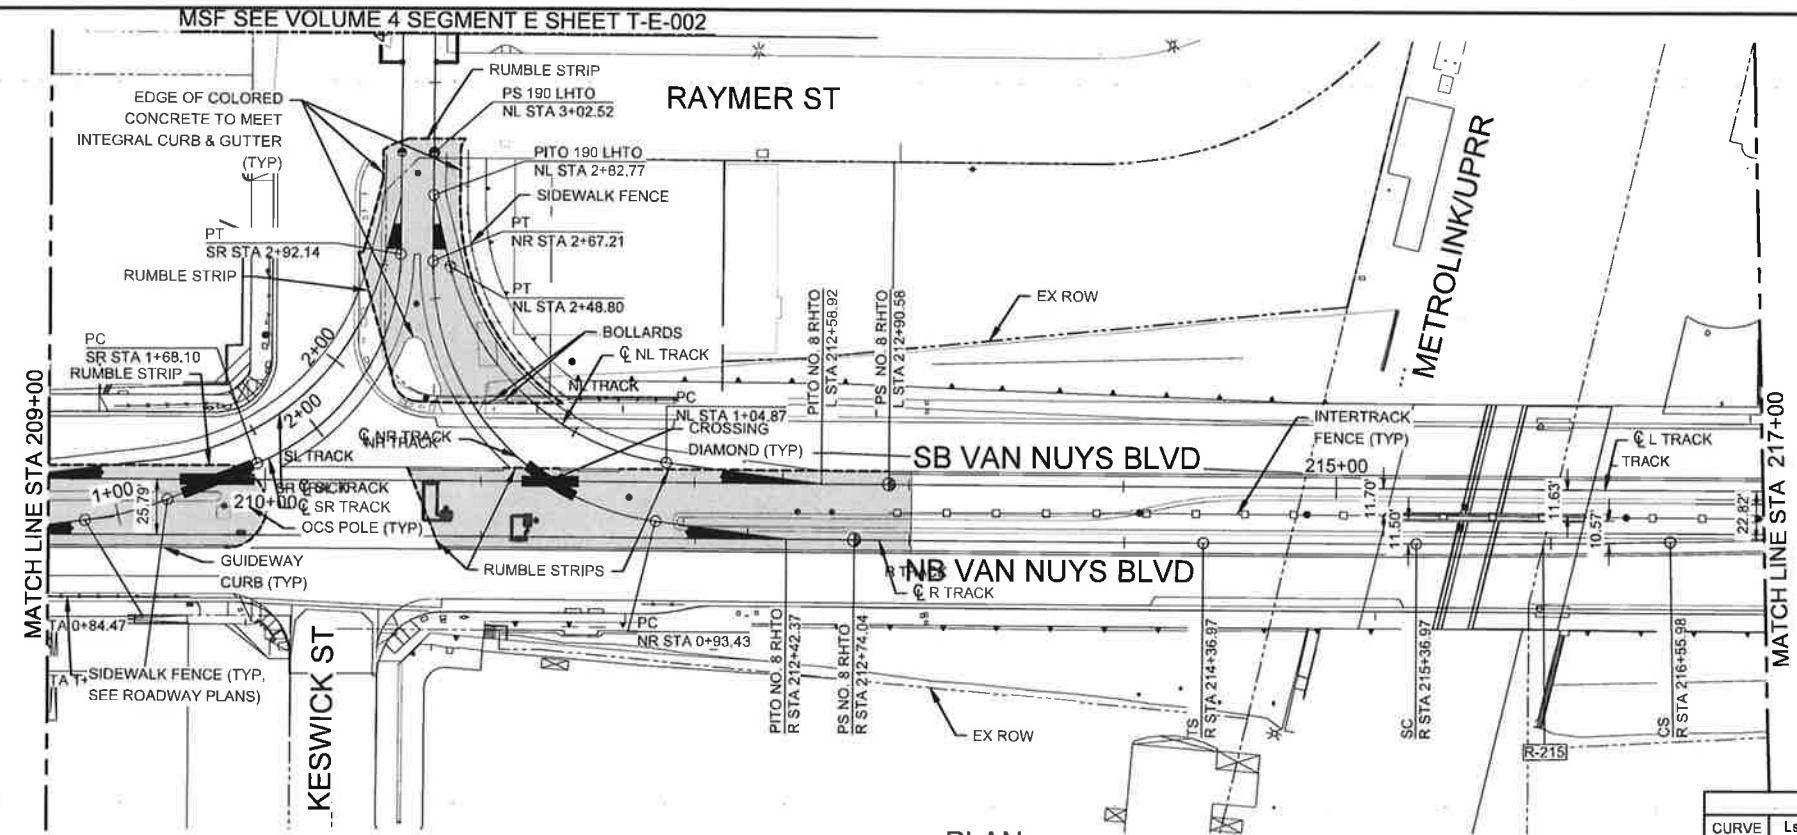 MSF SEE VOLUME 4 SEGMENT E SHEET T-E-002
RUMBLE STRIP
PS 190 LHTO
NL STA 3+02.52
RAYMER ST
EDGE OF COLORED
CONCRETE TO MEET
INTEGRAL CURB & GUTTER
(TYP)
PITO 190 LHTO
NL STA 2+82.77
SIDEWALK FENCE
PT
NR STA 2+67.21
PT
SR STA 2+92.14
RUMBLE STRIP
PT
NL STA 2+48.80
BOLLARDS
℄ NL TRACK
NL TRACK
METROLINK/UPRR
EX ROW
PITO NO. 8 RHTO
L STA 212+58.92
PS NO. 8 RHTO
L STA 212+90.58
PC
SR STA 1+68.10
RUMBLE STRIP
2+00
2+00
PC
NL STA 1+04.87
CROSSING
DIAMOND (TYP)
℄ NR TRACK
NR TRACK
INTERTRACK
FENCE (TYP)
℄ L TRACK
TRACK
MATCH LINE STA 209+00
MATCH LINE STA 217+00
SL TRACK
SB VAN NUYS BLVD
215+00
1+00
25.79'
210+00
℄ SR TRACK
OCS POLE (TYP)
11.70'
11.50'
11.63'
10.57'
22.82'
GUIDEWAY
CURB (TYP)
RUMBLE STRIPS
NB VAN NUYS BLVD
R TRACK
℄ R TRACK
TA 0+84.47
SIDEWALK FENCE (TYP,
SEE ROADWAY PLANS)
KESWICK ST
PC
NR STA 0+93.43
PITO NO. 8 RHTO
R STA 212+42.37
PS NO. 8 RHTO
R STA 212+74.04
EX ROW
TS
R STA 214+36.97
SC
R STA 215+36.97
R-215
CS
R STA 216+55.98
CURVE